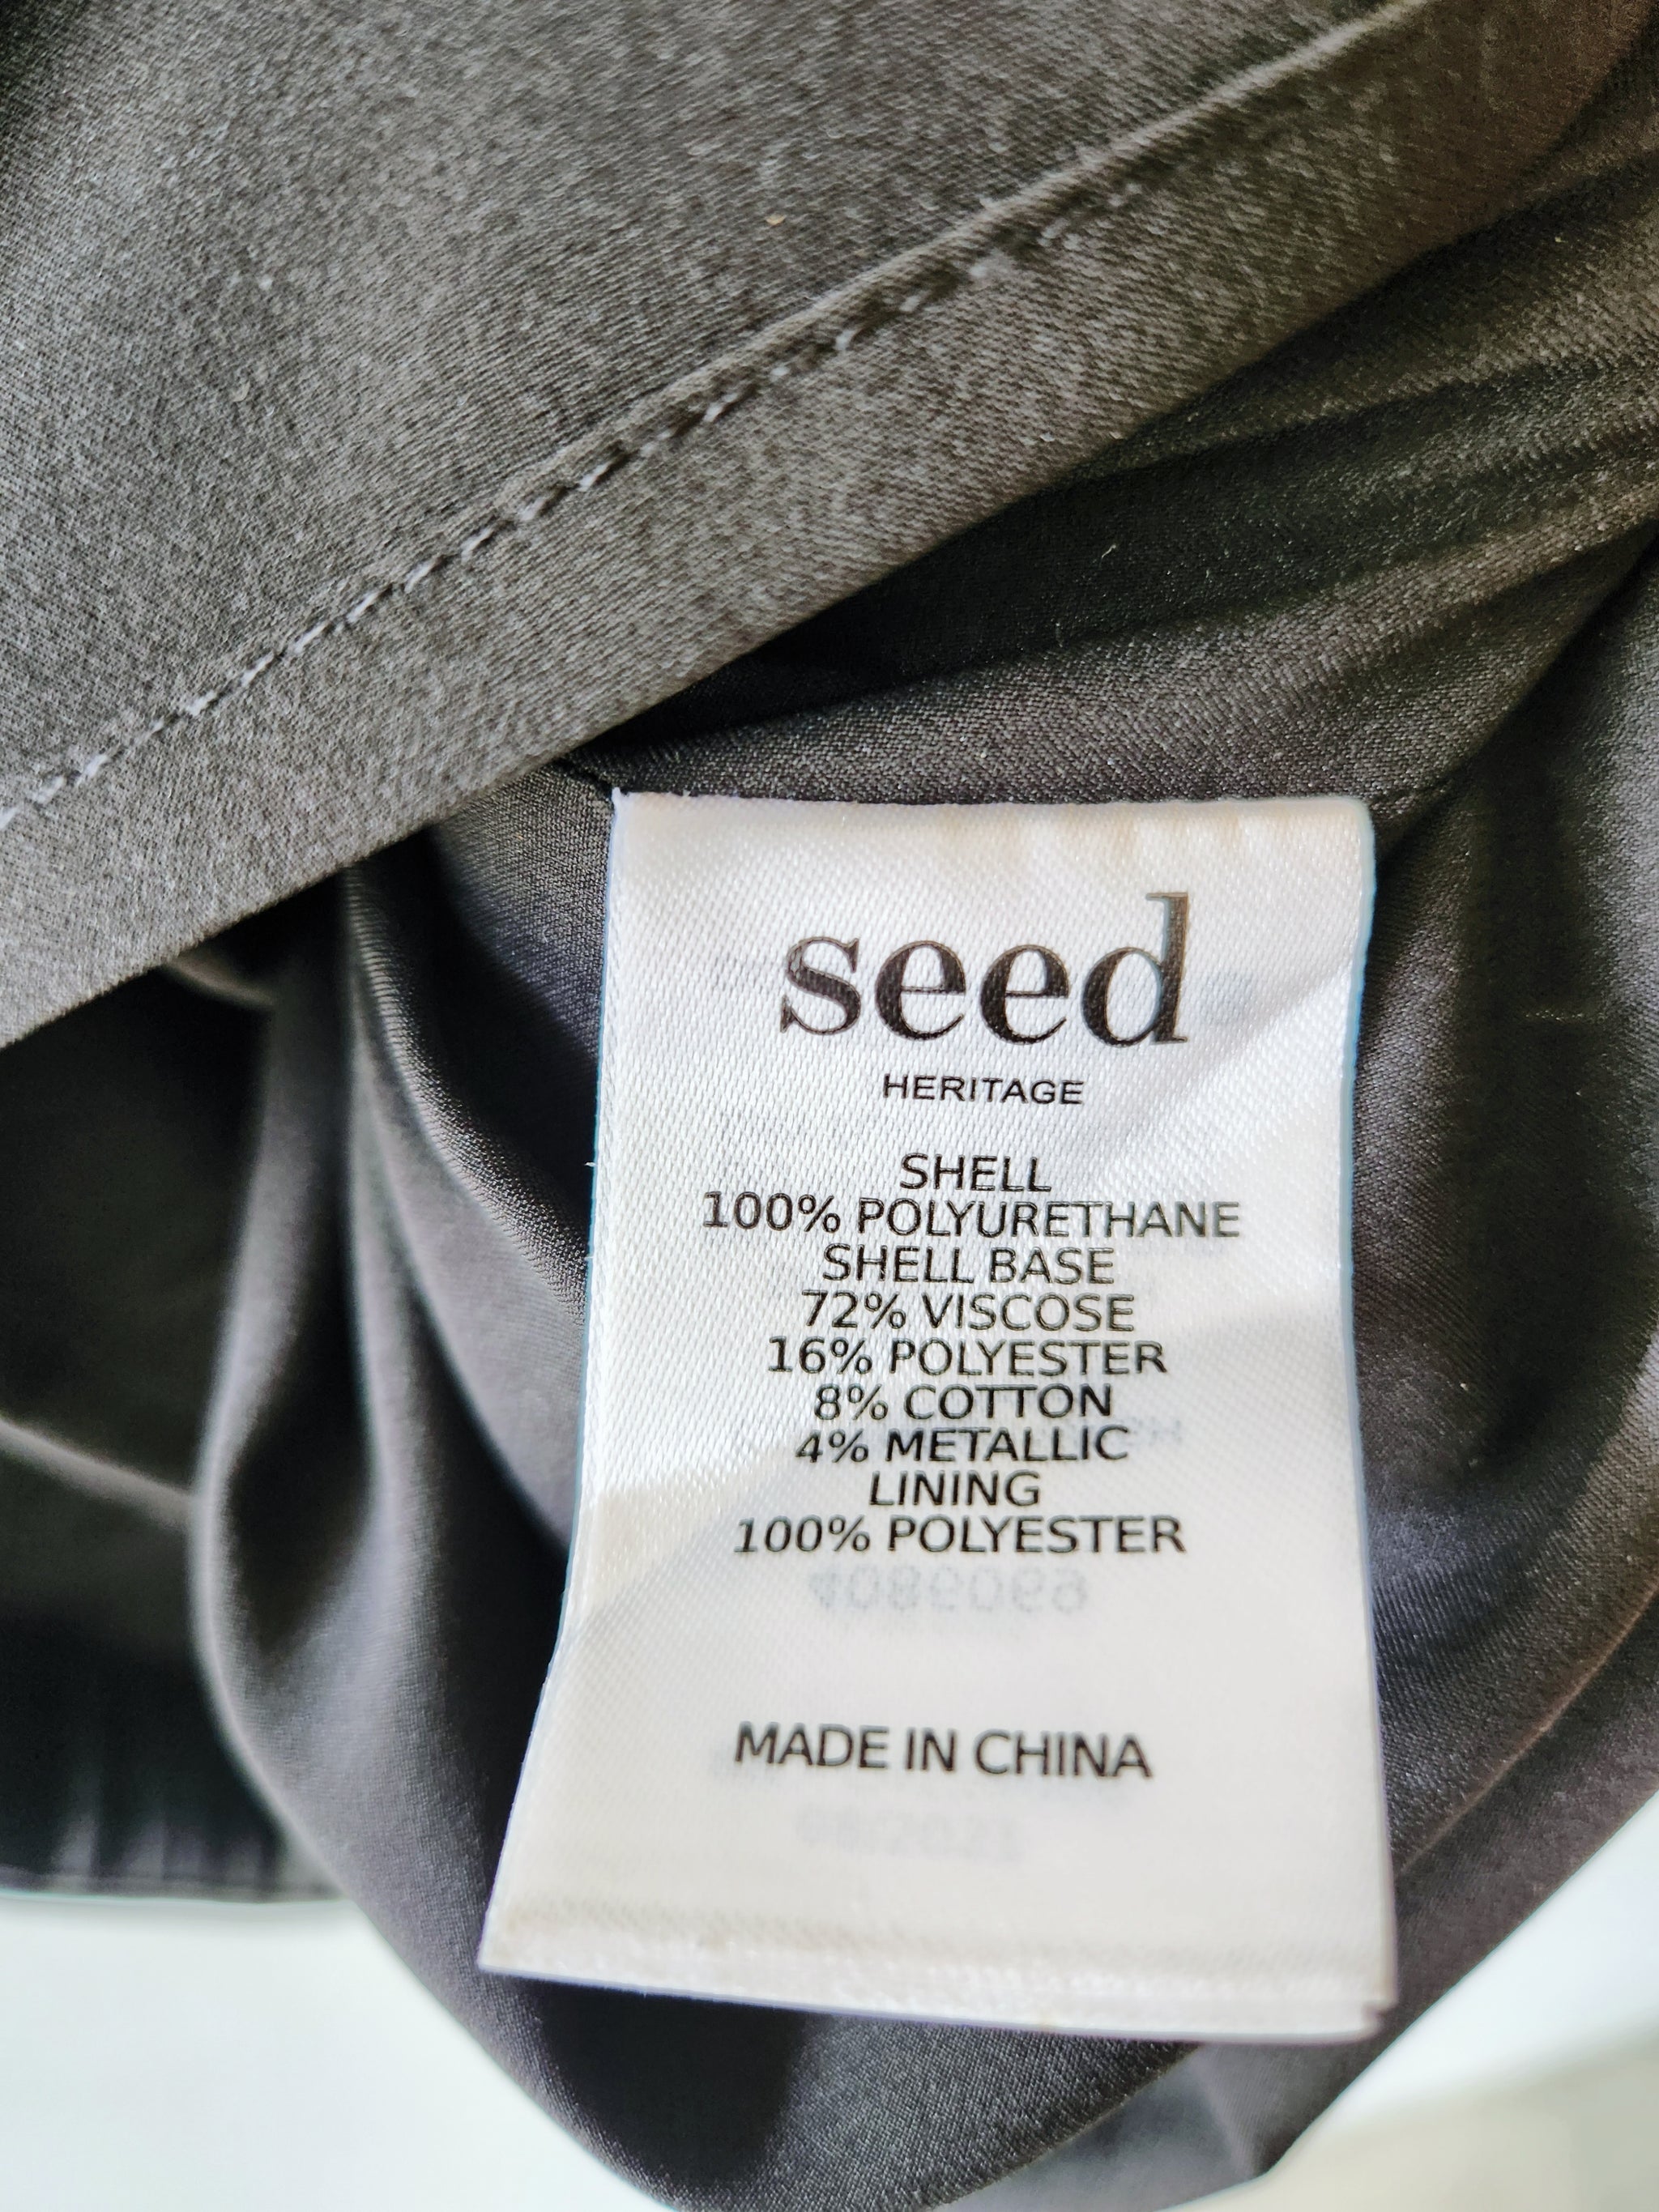 seed
HERITAGE
SHELL
100% POLYURETHANE
SHELL BASE
72% VISCOSE
16% POLYESTER
8% COTTON
4% METALLIC
LINING
100% POLYESTER
4086069
MADE IN CHINA